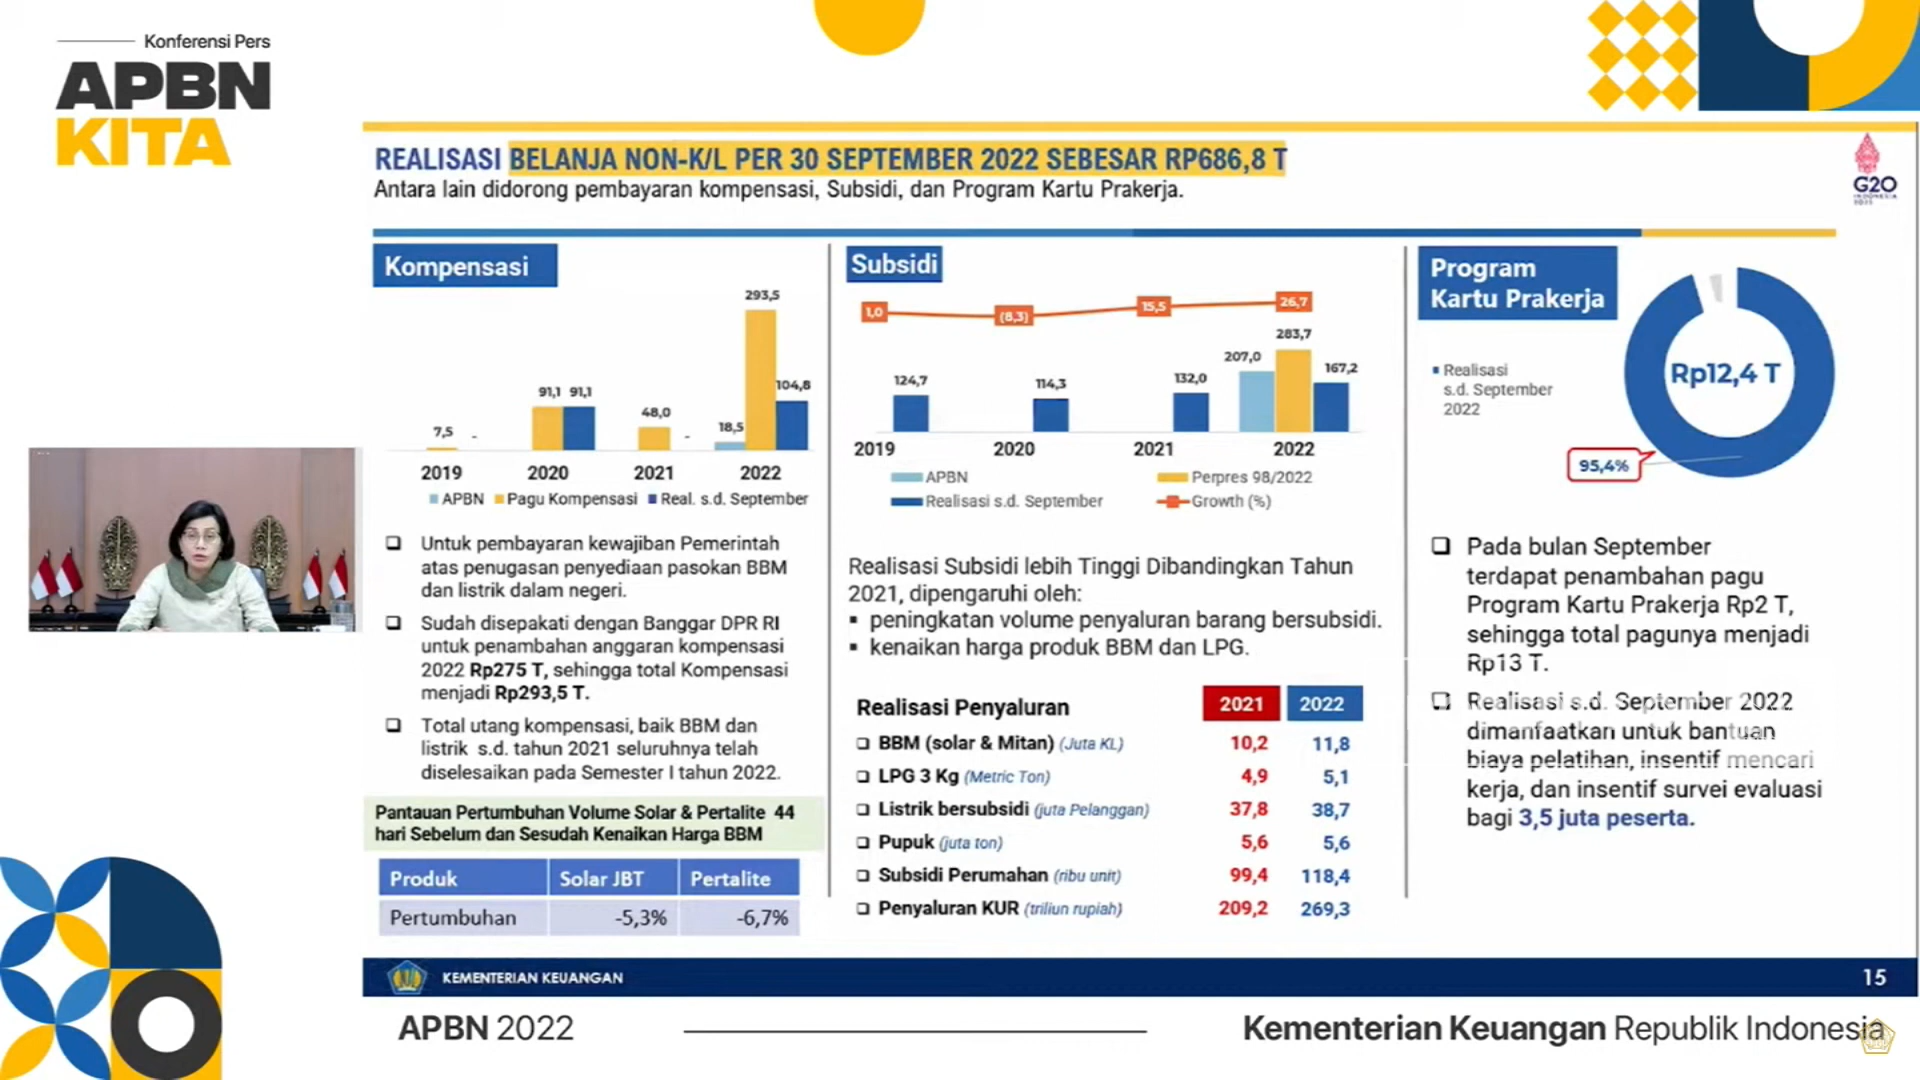 Konferensi Pers
APBN
KITA
REALISASI BELANJA NON-K/L PER 30 SEPTEMBER 2022 SEBESAR RP686,8 T
Antara lain didorong pembayaran kompensasi, Subsidi, dan Program Kartu Prakerja.
G20
Kompensasi
293,5
104,8
91,1 91,1
48,0
7,5 - - 18,5
2019 2020 2021 2022
APBN Pagu Kompensasi Real. s.d. September
Untuk pembayaran kewajiban Pemerintah
atas penugasan penyediaan pasokan BBM
dan listrik dalam negeri.
Sudah disepakati dengan Banggar DPR RI
untuk penambahan anggaran kompensasi
2022 Rp275 T, sehingga total Kompensasi
menjadi Rp293,5 T.
Total utang kompensasi, baik BBM dan
listrik s.d. tahun 2021 seluruhnya telah
diselesaikan pada Semester I tahun 2022.
Pantauan Pertumbuhan Volume Solar & Pertalite 44
hari Sebelum dan Sesudah Kenaikan Harga BBM
Produk Solar JBT Pertalite
Pertumbuhan -5,3% -6,7%
Subsidi
1,0 (8,3) 15,5 26,7
283,7
207,0
167,2
124,7 114,3 132,0
2019 2020 2021 2022
APBN Perpres 98/2022
Realisasi s.d. September Growth (%)
Realisasi Subsidi lebih Tinggi Dibandingkan Tahun
2021, dipengaruhi oleh:
▪ peningkatan volume penyaluran barang bersubsidi.
▪ kenaikan harga produk BBM dan LPG.
Realisasi Penyaluran 2021 2022
BBM (solar & Mitan) (Juta KL) 10,2 11,8
LPG 3 Kg (Metric Ton) 4,9 5,1
Listrik bersubsidi (juta Pelanggan) 37,8 38,7
Pupuk (juta ton) 5,6 5,6
Subsidi Perumahan (ribu unit) 99,4 118,4
Penyaluran KUR (triliun rupiah) 209,2 269,3
Program
Kartu Prakerja
Rp12,4 T
Realisasi
s.d. September
2022
95,4%
Pada bulan September
terdapat penambahan pagu
Program Kartu Prakerja Rp2 T,
sehingga total pagunya menjadi
Rp13 T.
Realisasi s.d. September 2022
dimanfaatkan untuk bantuan
biaya pelatihan, insentif mencari
kerja, dan insentif survei evaluasi
bagi 3,5 juta peserta.
KEMENTERIAN KEUANGAN
15
APBN 2022
Kementerian Keuangan Republik Indonesia